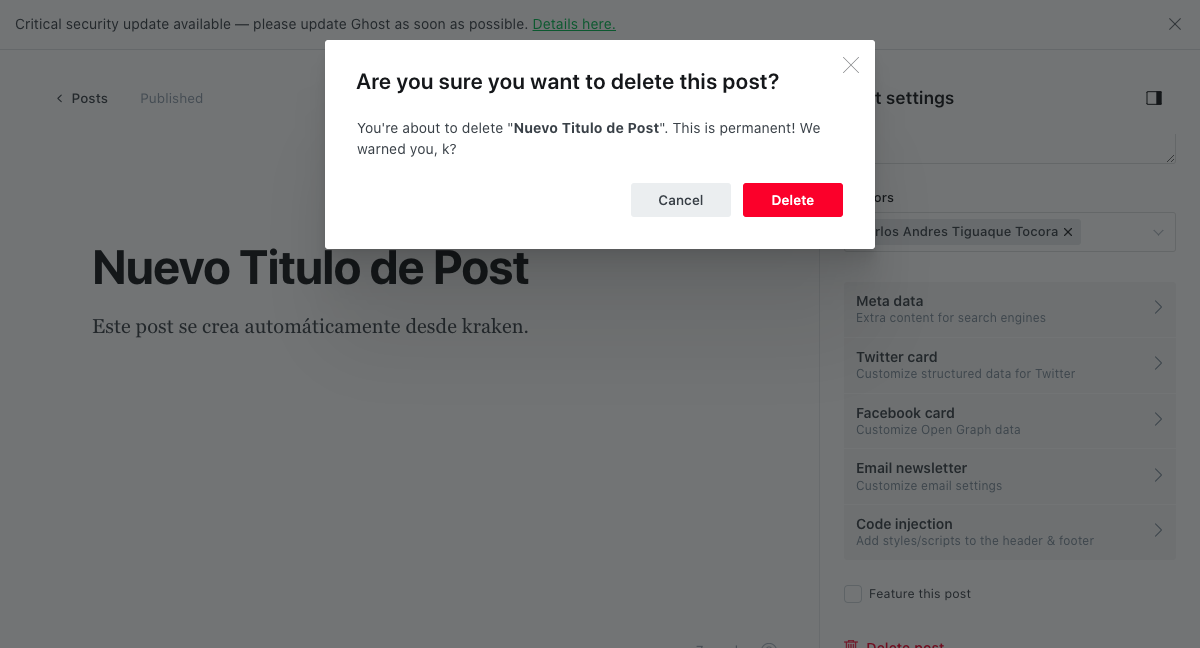 Critical security update available — please update Ghost as soon as possible. Details here.
Are you sure you want to delete this post?
You're about to delete "Nuevo Titulo de Post". This is permanent! We
warned you, k?
Cancel
Delete
Posts
Published
Nuevo Titulo de Post
Este post se crea automáticamente desde kraken.
t settings
ors
rlos Andres Tiguaque Tocora
Meta data
Extra content for search engines
Twitter card
Customize structured data for Twitter
Facebook card
Customize Open Graph data
Email newsletter
Customize email settings
Code injection
Add styles/scripts to the header & footer
Feature this post
Delete post